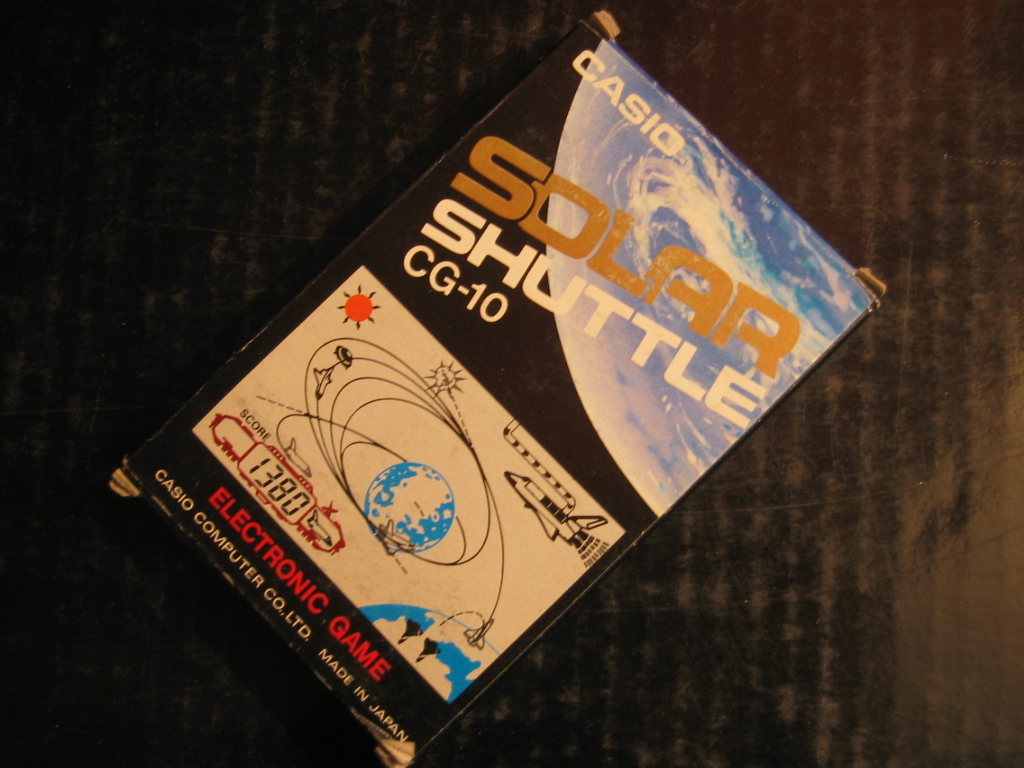 CASIO
SOLAR
SHUTTLE
CG-10
SCORE
1380
ELECTRONIC GAME
CASIO COMPUTER CO.,LTD. MADE IN JAPAN